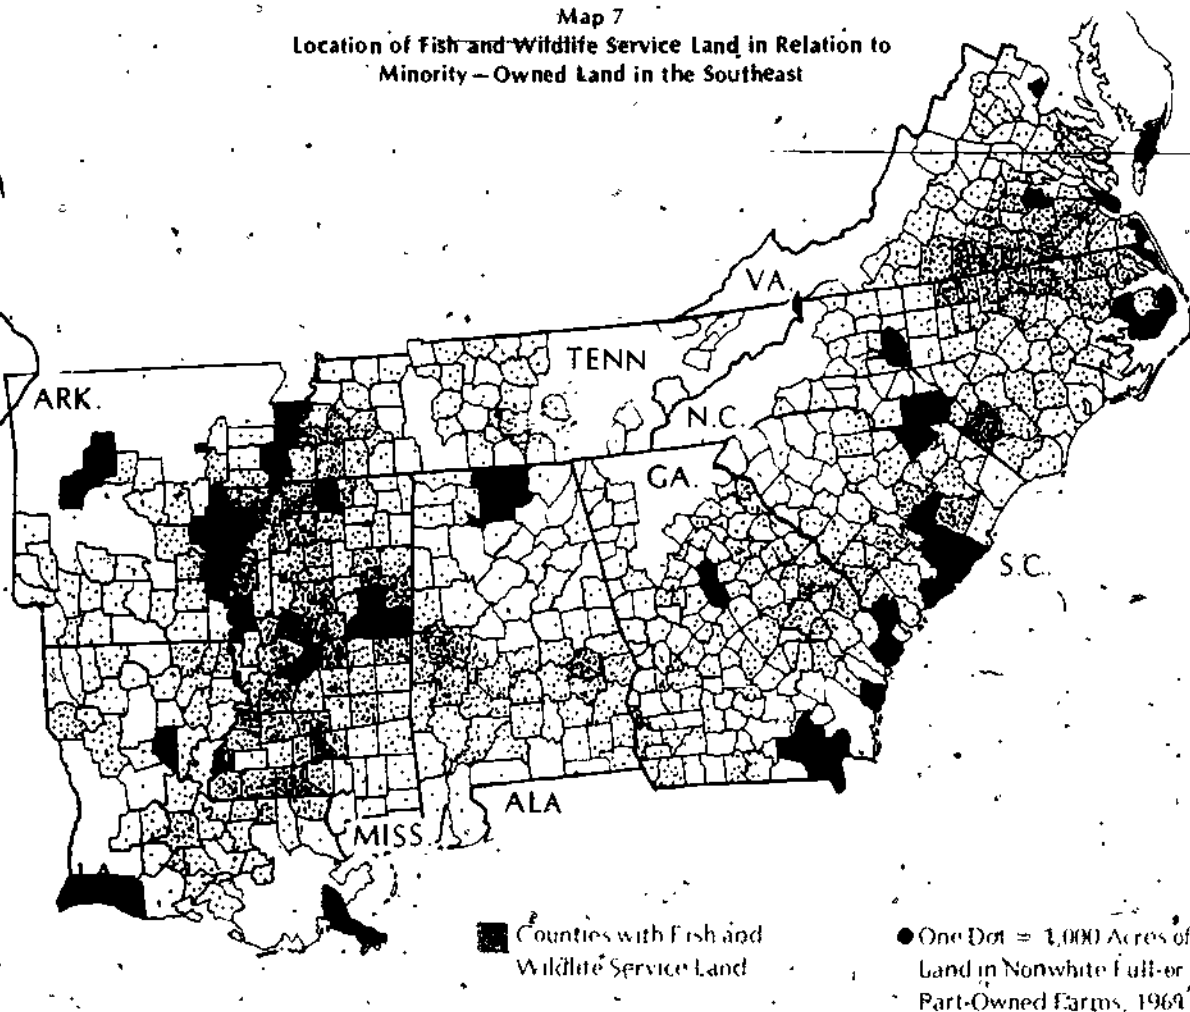 Map 7
Location of Fish and Wildlife Service Land in Relation to
Minority — Owned Land in the Southeast
VA.
TENN
ARK.
N.C.
GA.
S.C.
ALA
MISS.
LA.
Counties with Fish and
Wildlife Service Land
One Dot = 1,000 Acres of
Land in Nonwhite Full-or
Part-Owned Farms, 1969